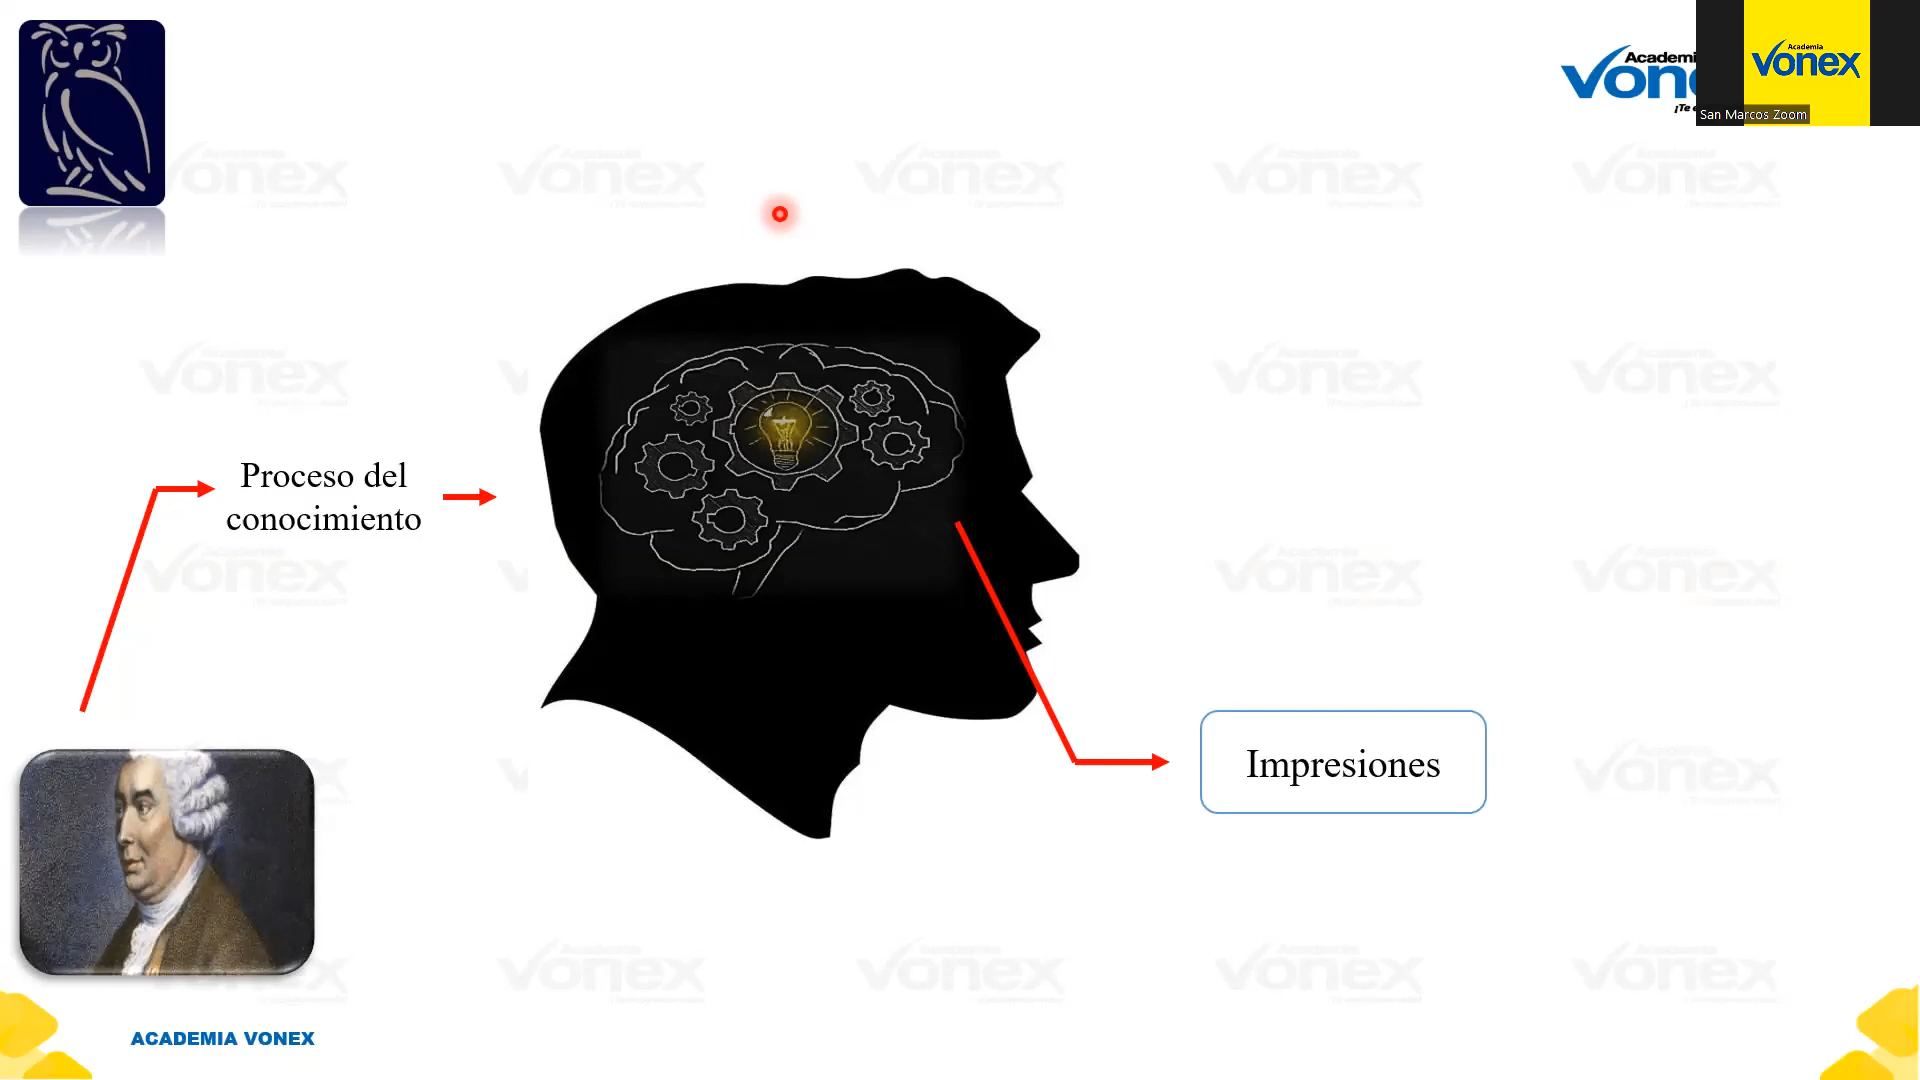 Academia
vonex
San Marcos Zoom
Proceso del
conocimiento
Impresiones
ACADEMIA VONEX